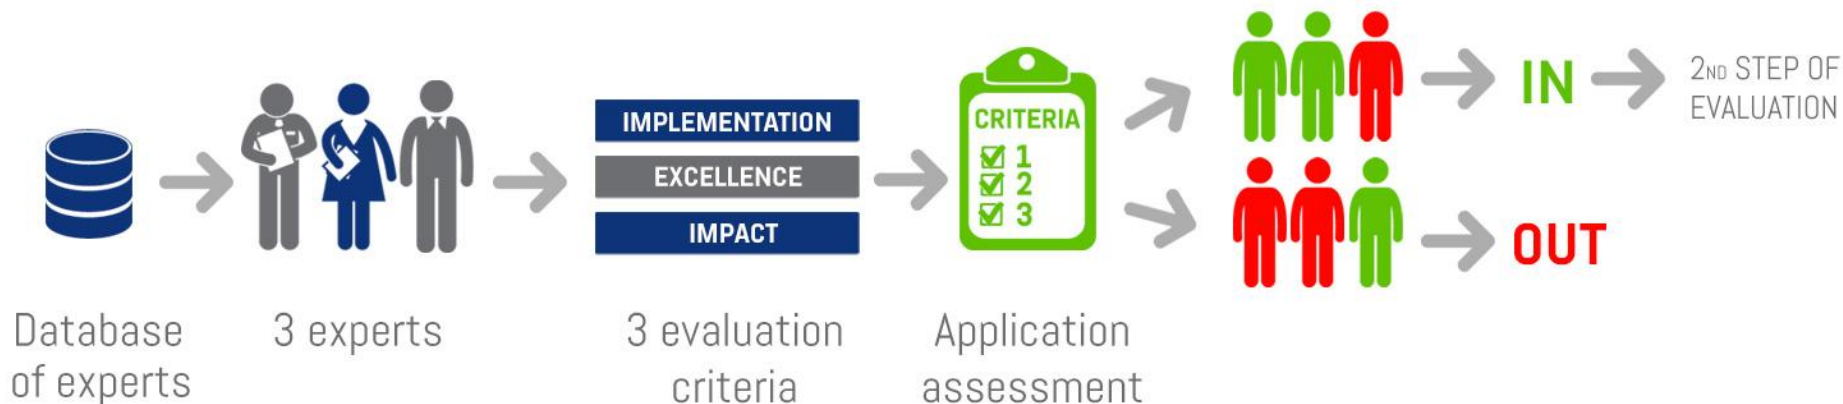 IMPLEMENTATION
EXCELLENCE
IMPACT
CRITERIA
1
2
3
IN
2ND STEP OF
EVALUATION
OUT
Database
of experts
3 experts
3 evaluation
criteria
Application
assessment